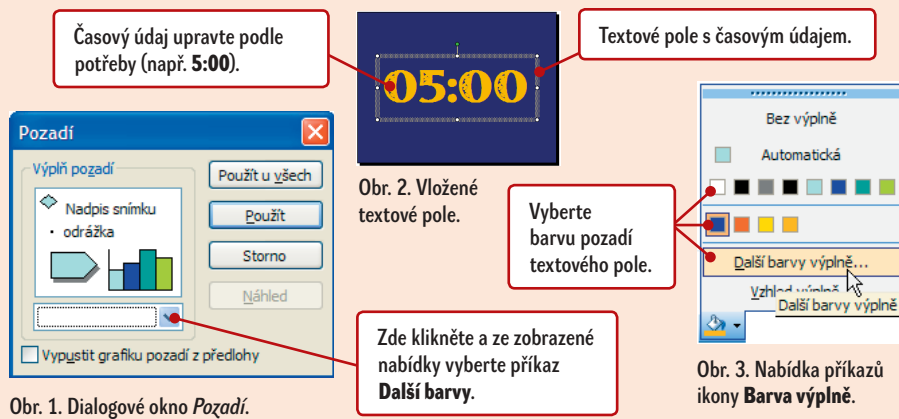 Časový údaj upravte podle
potřeby (např. 5:00).
05:00
Textové pole s časovým údajem.
Obr. 2. Vložené
textové pole.
Pozadí
Výplň pozadí
Nadpis snímku
• odrážka
Použít u všech
Použít
Storno
Náhled
Vypustit grafiku pozadí z předlohy
Zde klikněte a ze zobrazené
nabídky vyberte příkaz
Další barvy.
Obr. 1. Dialogové okno Pozadí.
Vyberte
barvu pozadí
textového pole.
Bez výplně
Automatická
Další barvy výplně...
Vzhled výplně
Další barvy výplně
Obr. 3. Nabídka příkazů
ikony Barva výplně.